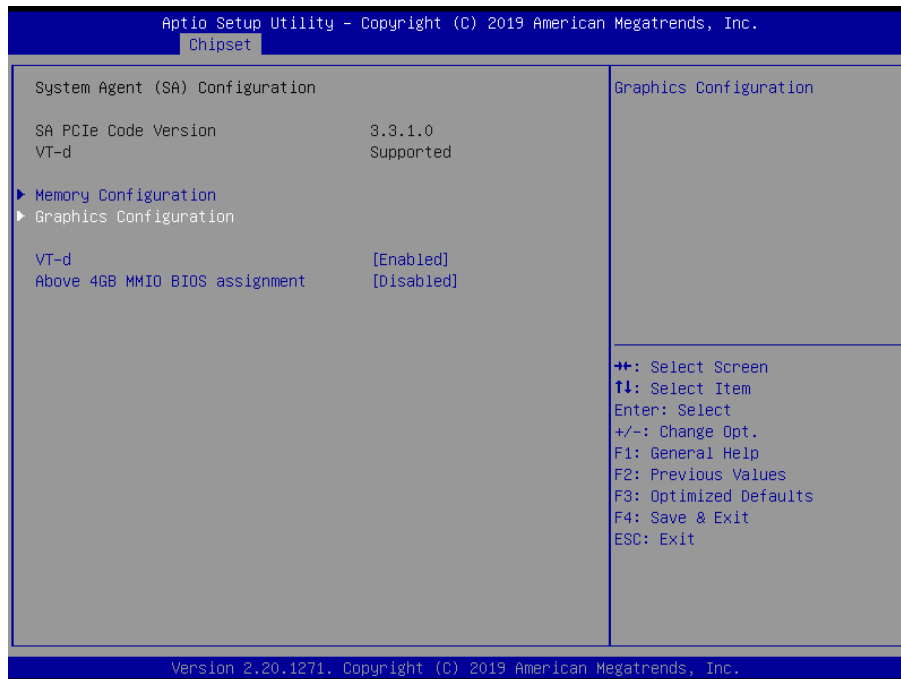 Aptio Setup Utility – Copyright (C) 2019 American Megatrends, Inc.
Chipset
System Agent (SA) Configuration
SA PCIe Code Version 3.3.1.0
VT-d Supported
Memory Configuration
Graphics Configuration
VT-d [Enabled]
Above 4GB MMIO BIOS assignment [Disabled]
Graphics Configuration
→←: Select Screen
↑↓: Select Item
Enter: Select
+/-: Change Opt.
F1: General Help
F2: Previous Values
F3: Optimized Defaults
F4: Save & Exit
ESC: Exit
Version 2.20.1271. Copyright (C) 2019 American Megatrends, Inc.